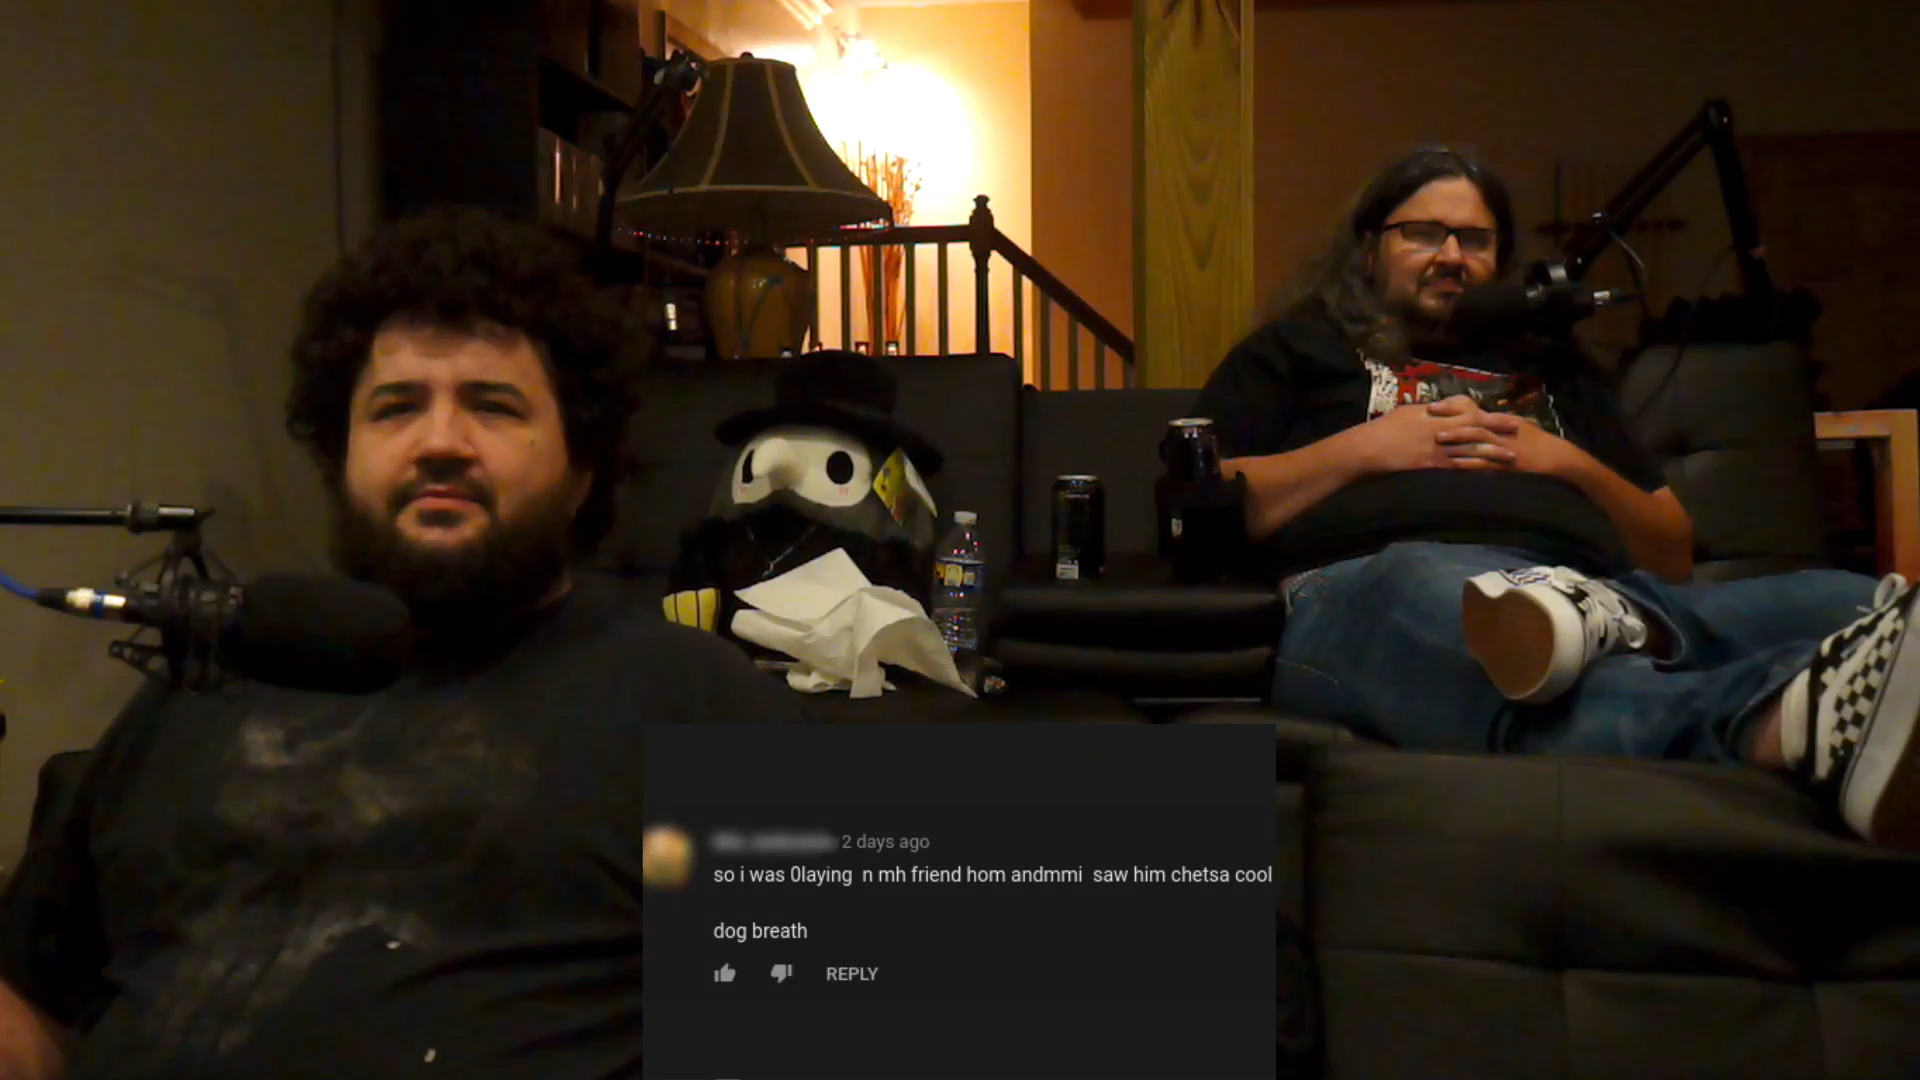 2 days ago
so i was 0laying n mh friend hom andmmi saw him chetsa cool
dog breath
REPLY